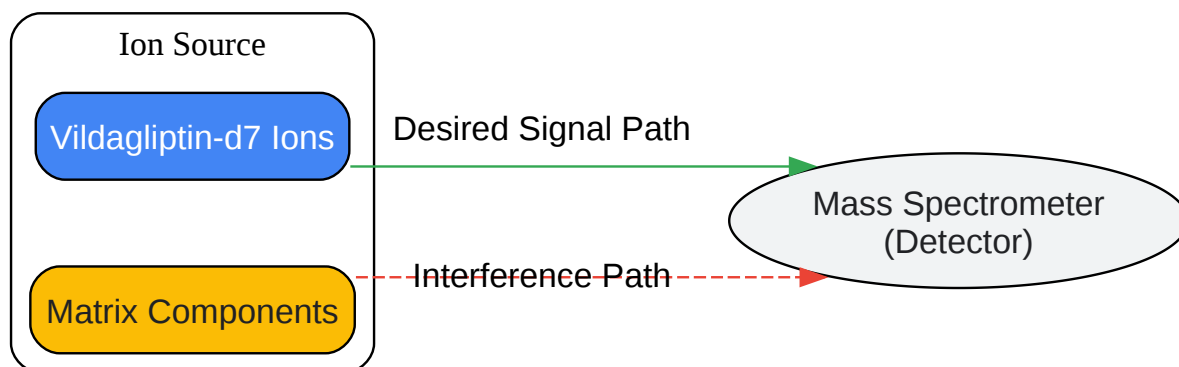 Ion Source
Vildagliptin-d7 Ions
Desired Signal Path
Mass Spectrometer
(Detector)
Interference Path
Matrix Components